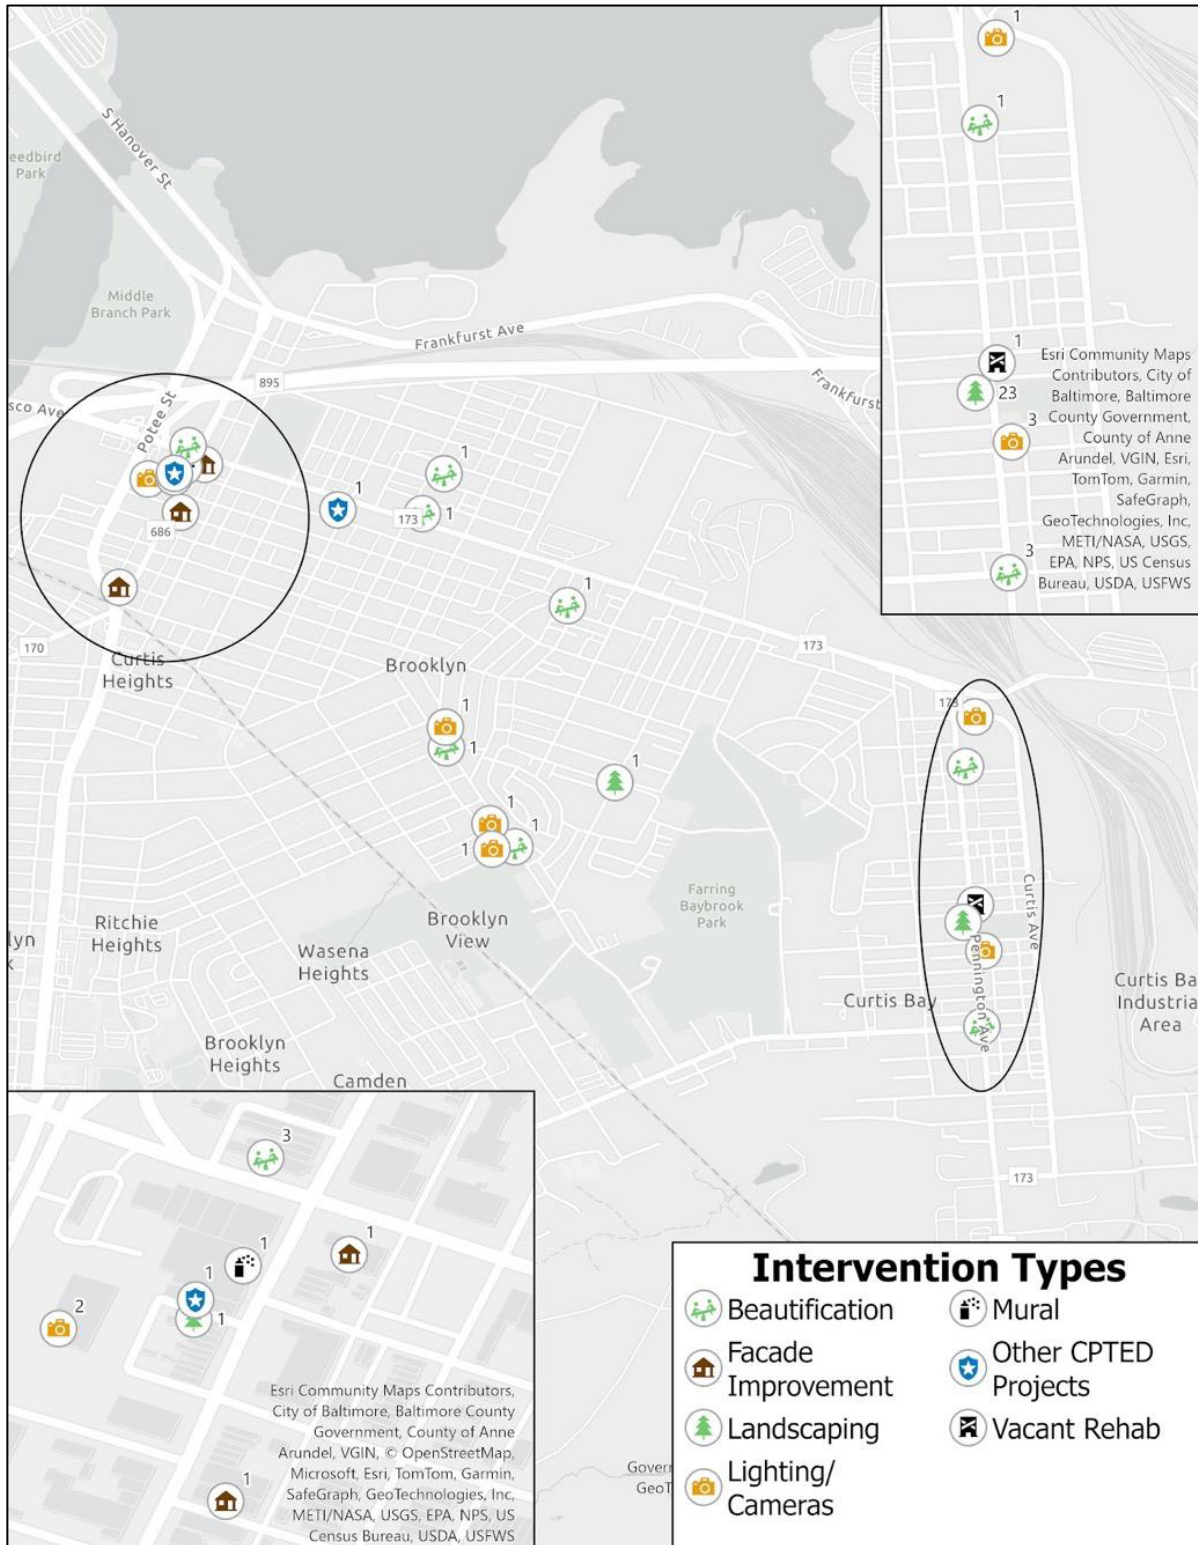 S Hanover St
eedbird
Park
Middle
Branch Park
Frankfurst Ave
Frankfurst
895
sco Ave
Potee St
686
1
173
1
1
1
1
173
170
Curtis
Heights
Brooklyn
1
1
1
1
1
1
173
Ritchie
Heights
lyn
Wasena
Heights
Brooklyn
View
Farring
Baybrook
Park
Curtis Ave
Pennington Ave
Curtis Bay
Curtis Ba
Industria
Area
Brooklyn
Heights
Camden
173
Gover
GeoT
1
1
1
23
3
3
Esri Community Maps
Contributors, City of
Baltimore, Baltimore
County Government,
County of Anne
Arundel, VGIN, Esri,
TomTom, Garmin,
SafeGraph,
GeoTechnologies, Inc,
METI/NASA, USGS,
EPA, NPS, US Census
Bureau, USDA, USFWS
3
1
1
1
1
2
1
Esri Community Maps Contributors,
City of Baltimore, Baltimore County
Government, County of Anne
Arundel, VGIN, © OpenStreetMap,
Microsoft, Esri, TomTom, Garmin,
SafeGraph, GeoTechnologies, Inc,
METI/NASA, USGS, EPA, NPS, US
Census Bureau, USDA, USFWS
Intervention Types
Beautification
Facade
Improvement
Landscaping
Lighting/
Cameras
Mural
Other CPTED
Projects
Vacant Rehab